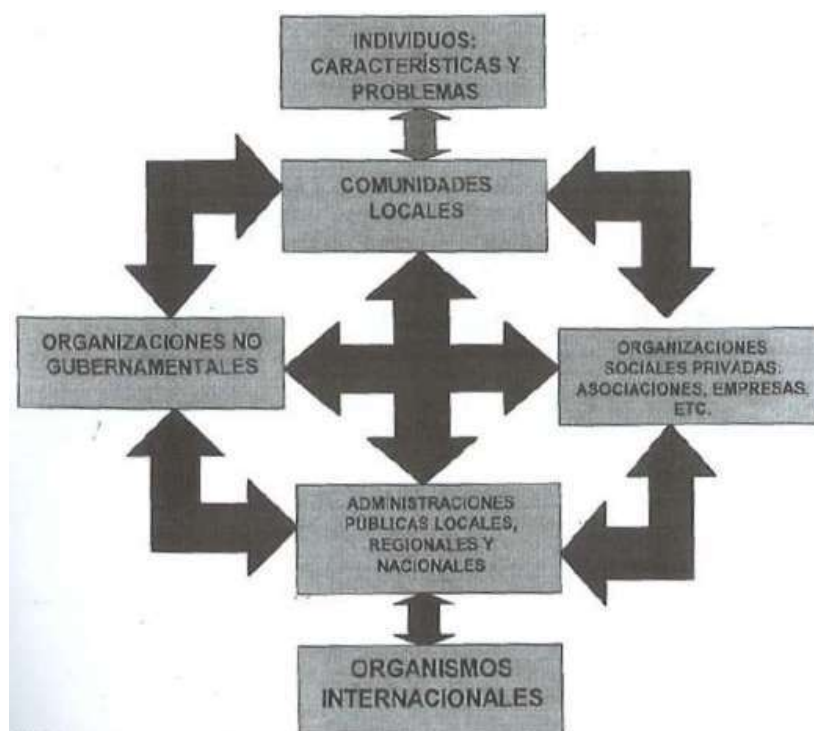 INDIVIDUOS:
CARACTERÍSTICAS Y
PROBLEMAS
COMUNIDADES
LOCALES
ORGANIZACIONES NO
GUBERNAMENTALES
ORGANIZACIONES
SOCIALES PRIVADAS:
ASOCIACIONES, EMPRESAS,
ETC.
ADMINISTRACIONES
PÚBLICAS LOCALES,
REGIONALES Y
NACIONALES
ORGANISMOS
INTERNACIONALES